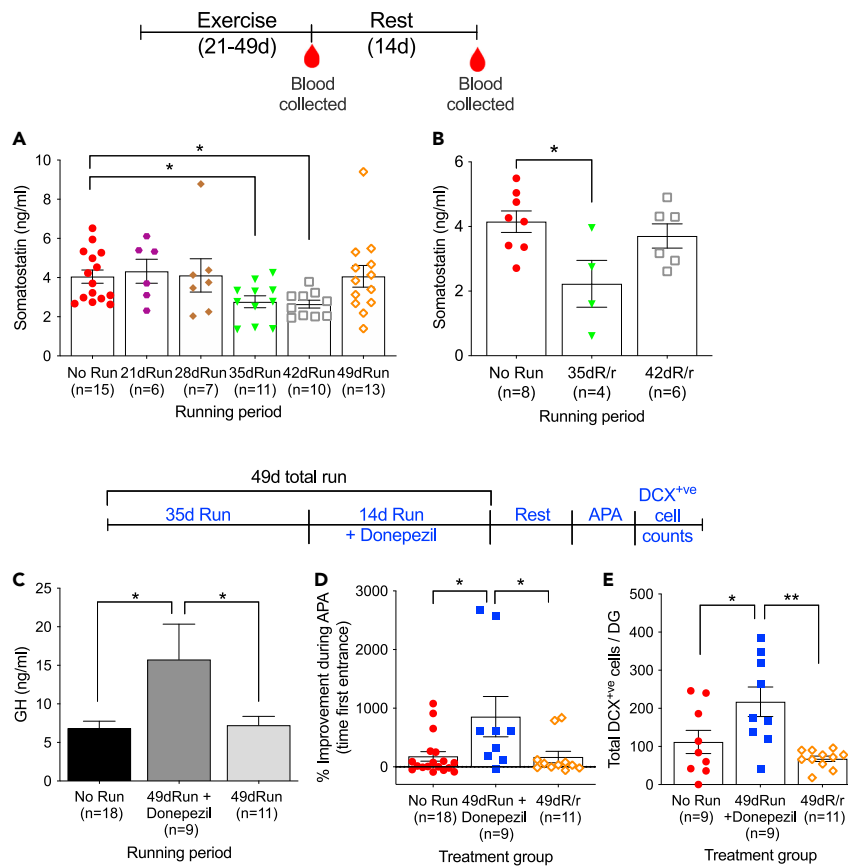 Exercise
(21-49d)
Rest
(14d)
Blood
collected
Blood
collected
A
Somatostatin (ng/ml)
10
8
6
4
2
0
*
*
No Run
(n=15)
21dRun
(n=6)
28dRun
(n=7)
35dRun
(n=11)
42dRun
(n=10)
49dRun
(n=13)
Running period
B
Somatostatin (ng/ml)
6
4
2
0
*
No Run
(n=8)
35dR/r
(n=4)
42dR/r
(n=6)
Running period
49d total run
35d Run
14d Run
+ Donepezil
Rest
APA
DCX+ve
cell
counts
C
GH (ng/ml)
25
20
15
10
5
0
*
*
No Run
(n=18)
49dRun +
Donepezil
(n=9)
49dRun
(n=11)
Running period
D
% Improvement during APA
(time first entrance)
3000
2000
1000
0
*
*
No Run
(n=18)
49dRun +
Donepezil
(n=9)
49dR/r
(n=11)
Treatment group
E
Total DCX+ve cells / DG
500
400
300
200
100
0
*
**
No Run
(n=9)
49dRun
+Donepezil
(n=9)
49dR/r
(n=11)
Treatment group